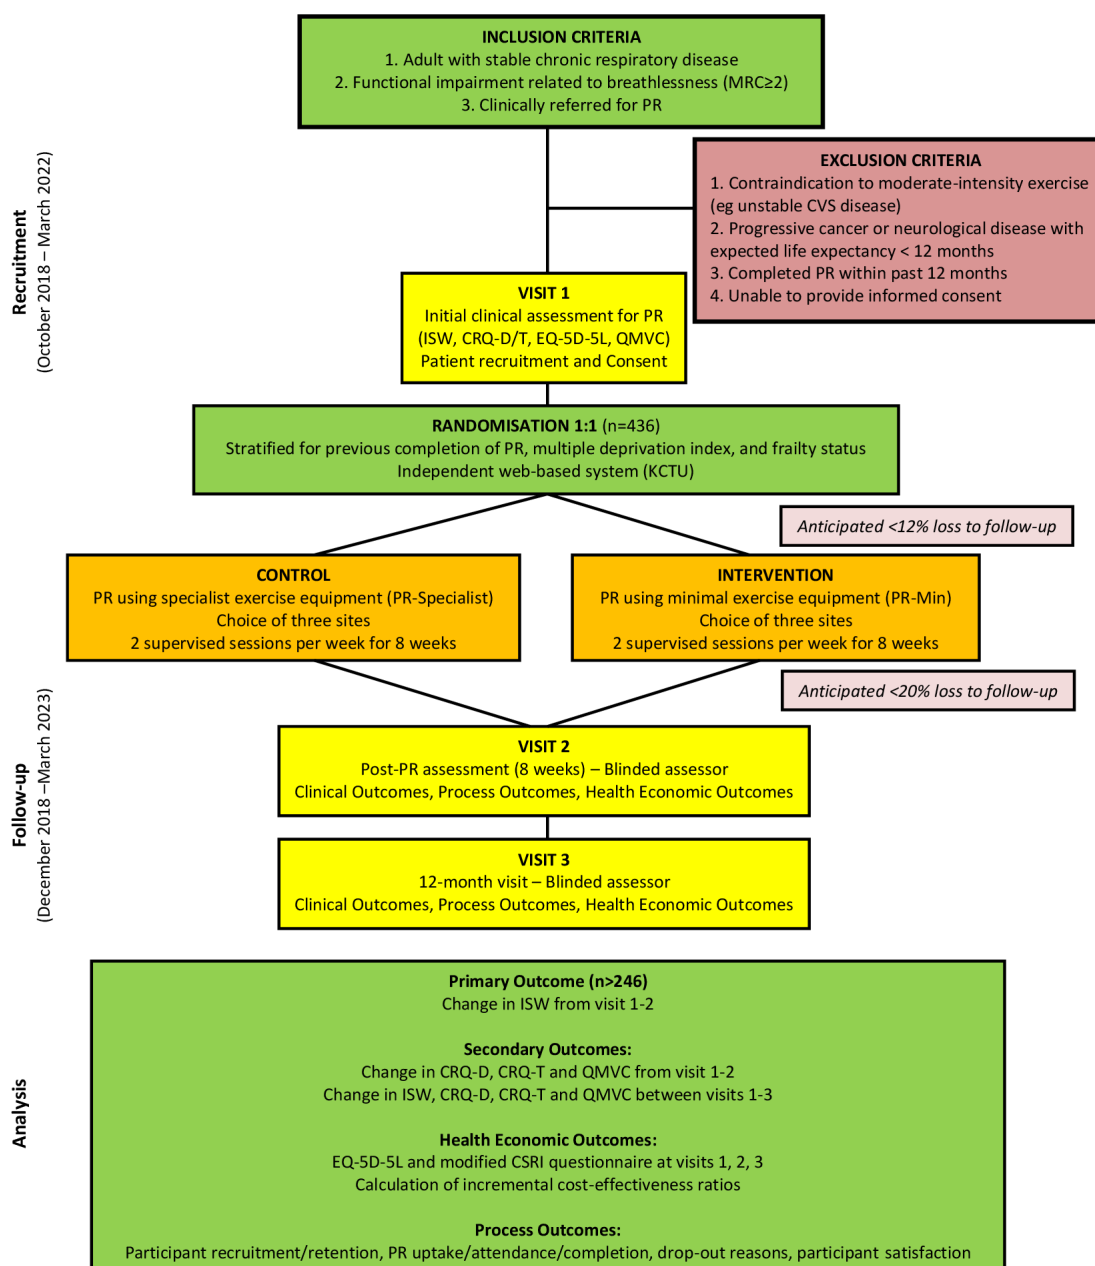 INCLUSION CRITERIA
1. Adult with stable chronic respiratory disease
2. Functional impairment related to breathlessness (MRC≥2)
3. Clinically referred for PR
EXCLUSION CRITERIA
1. Contraindication to moderate-intensity exercise
(eg unstable CVS disease)
2. Progressive cancer or neurological disease with
expected life expectancy < 12 months
3. Completed PR within past 12 months
4. Unable to provide informed consent
Recruitment
(October 2018 – March 2022)
VISIT 1
Initial clinical assessment for PR
(ISW, CRQ-D/T, EQ-5D-5L, QMVC)
Patient recruitment and Consent
RANDOMISATION 1:1 (n=436)
Stratified for previous completion of PR, multiple deprivation index, and frailty status
Independent web-based system (KCTU)
Anticipated <12% loss to follow-up
CONTROL
PR using specialist exercise equipment (PR-Specialist)
Choice of three sites
2 supervised sessions per week for 8 weeks
INTERVENTION
PR using minimal exercise equipment (PR-Min)
Choice of three sites
2 supervised sessions per week for 8 weeks
Anticipated <20% loss to follow-up
Follow-up
(December 2018 –March 2023)
VISIT 2
Post-PR assessment (8 weeks) – Blinded assessor
Clinical Outcomes, Process Outcomes, Health Economic Outcomes
VISIT 3
12-month visit – Blinded assessor
Clinical Outcomes, Process Outcomes, Health Economic Outcomes
Analysis
Primary Outcome (n>246)
Change in ISW from visit 1-2
Secondary Outcomes:
Change in CRQ-D, CRQ-T and QMVC from visit 1-2
Change in ISW, CRQ-D, CRQ-T and QMVC between visits 1-3
Health Economic Outcomes:
EQ-5D-5L and modified CSRI questionnaire at visits 1, 2, 3
Calculation of incremental cost-effectiveness ratios
Process Outcomes:
Participant recruitment/retention, PR uptake/attendance/completion, drop-out reasons, participant satisfaction